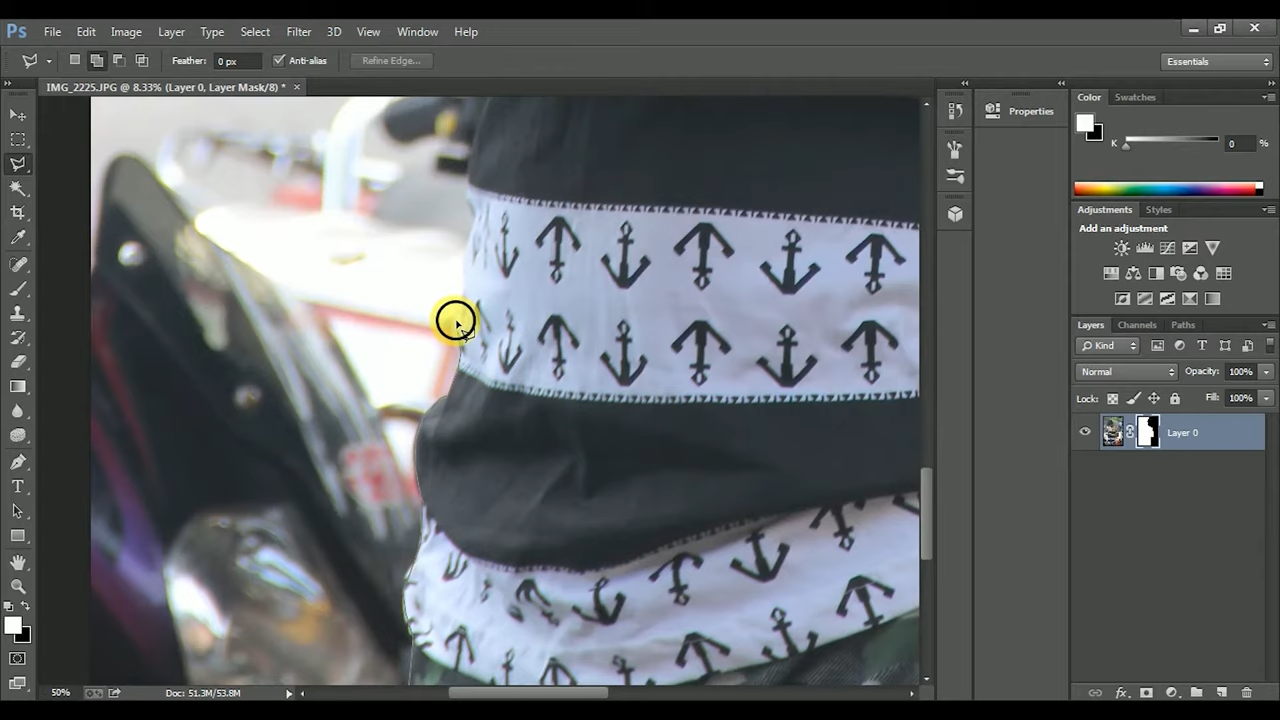 Ps File Edit Image Layer Type Select Filter 3D View Window Help
Feather: 0 px Anti-alias Refine Edge... Essentials
IMG_2225.JPG @ 8.33% (Layer 0, Layer Mask/8) * ×
Color Swatches
Properties
K 0 %
Adjustments Styles
Add an adjustment
Layers Channels Paths
Kind
Normal Opacity: 100%
Lock: Fill: 100%
Layer 0
50% Doc: 51.3M/53.8M
fx